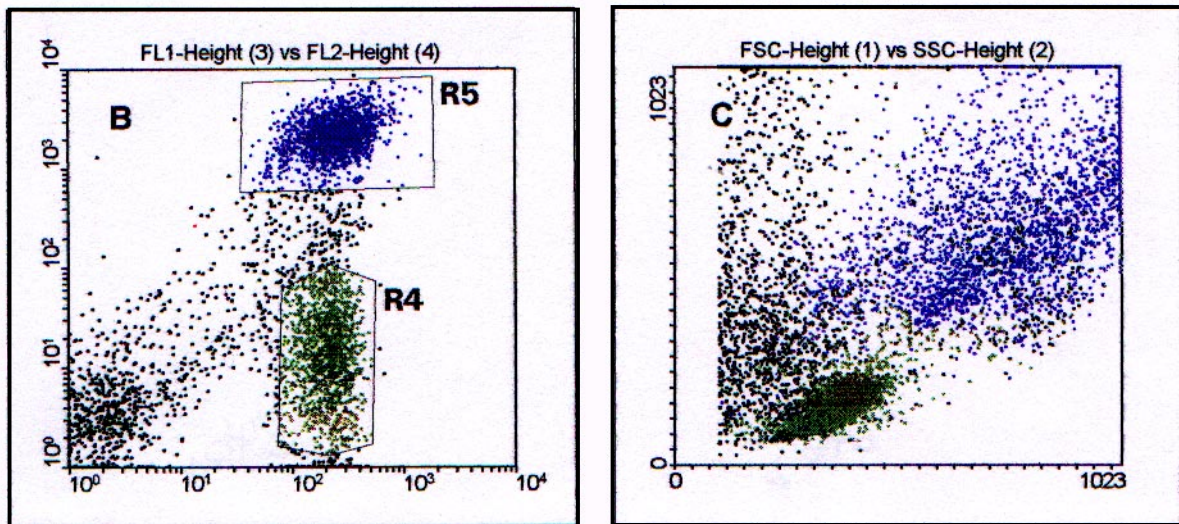 FL1-Height (3) vs FL2-Height (4)
10⁴
B
R5
10³
10²
R4
10¹
10⁰
10⁰ 10¹ 10² 10³ 10⁴
FSC-Height (1) vs SSC-Height (2)
1023
C
0
0 1023